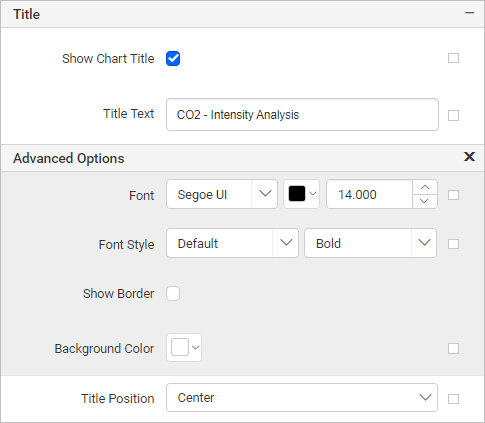 Title
Show Chart Title
Title Text CO2 - Intensity Analysis
Advanced Options
Font Segoe UI 14.000
Font Style Default Bold
Show Border
Background Color
Title Position Center